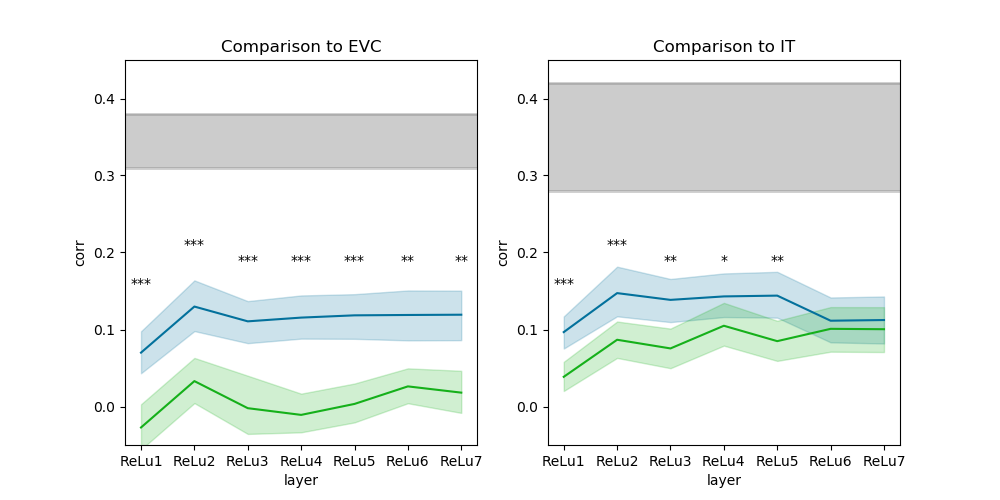 Comparison to EVC
0.4
0.3
0.2
0.1
0.0
corr
*** *** *** *** *** ** **
ReLu1 ReLu2 ReLu3 ReLu4 ReLu5 ReLu6 ReLu7
layer
Comparison to IT
0.4
0.3
0.2
0.1
0.0
corr
*** *** ** * **
ReLu1 ReLu2 ReLu3 ReLu4 ReLu5 ReLu6 ReLu7
layer